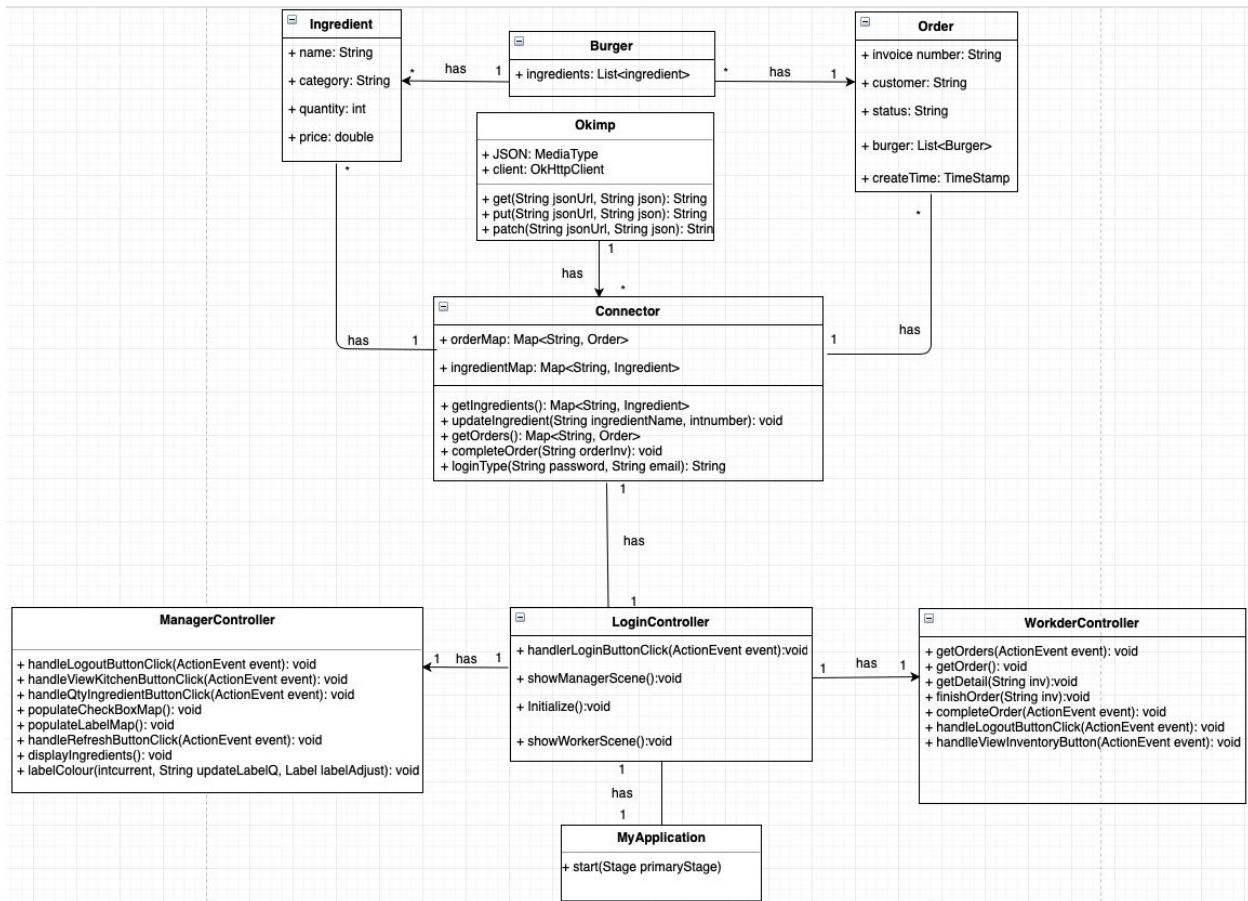 Ingredient
+ name: String
+ category: String
+ quantity: int
+ price: double
* has 1
Burger
+ ingredients: List<ingredient>
* has 1
Order
+ invoice number: String
+ customer: String
+ status: String
+ burger: List<Burger>
+ createTime: TimeStamp
Okimp
+ JSON: MediaType
+ client: OkHttpClient
+ get(String jsonUrl, String json): String
+ put(String jsonUrl, String json): String
+ patch(String jsonUrl, String json): Strin
*
*
1
has
*
Connector
+ orderMap: Map<String, Order>
+ ingredientMap: Map<String, Ingredient>
+ getIngredients(): Map<String, Ingredient>
+ updateIngredient(String ingredientName, intnumber): void
+ getOrders(): Map<String, Order>
+ completeOrder(String orderInv): void
+ loginType(String password, String email): String
has 1
1 has
1
has
1
ManagerController
+ handleLogoutButtonClick(ActionEvent event): void
+ handleViewKitchenButtonClick(ActionEvent event): void
+ handleQtyIngredientButtonClick(ActionEvent event): void
+ populateCheckBoxMap(): void
+ populateLabelMap(): void
+ handleRefreshButtonClick(ActionEvent event): void
+ displayIngredients(): void
+ labelColour(intcurrent, String updateLabelQ, Label labelAdjust): void
1 has 1
LoginController
+ handlerLoginButtonClick(ActionEvent event):void
+ showManagerScene():void
+ Initialize():void
+ showWorkerScene():void
1 has 1
WorkderController
+ getOrders(ActionEvent event): void
+ getOrder(): void
+ getDetail(String inv): void
+ finishOrder(String inv):void
+ completeOrder(ActionEvent event): void
+ handleLogoutButtonClick(ActionEvent event): void
+ handlleViewInventoryButton(ActionEvent event): void
1
has
1
MyApplication
+ start(Stage primaryStage)